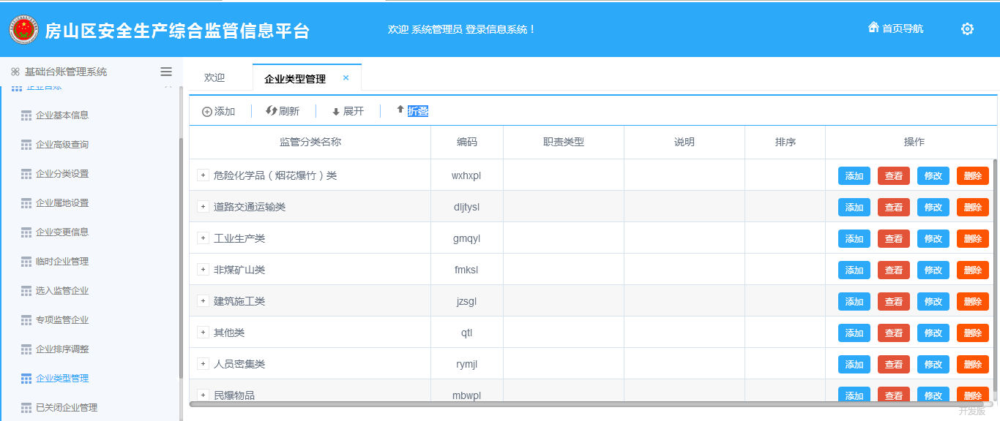 房山区安全生产综合监管信息平台
欢迎 系统管理员 登录信息系统！
首页导航
基础台账管理系统
企业台账
企业基本信息
企业高级查询
企业分类设置
企业属地设置
企业变更信息
临时企业管理
选入监管企业
专项监管企业
企业排序调整
企业类型管理
已关闭企业管理
欢迎
企业类型管理 ×
添加 刷新 展开 折叠
监管分类名称 编码 职责类型 说明 排序 操作
+ 危险化学品（烟花爆竹）类 wxhxpl 添加 查看 修改 删除
+ 道路交通运输类 dljtysl 添加 查看 修改 删除
+ 工业生产类 gmqyl 添加 查看 修改 删除
+ 非煤矿山类 fmksl 添加 查看 修改 删除
+ 建筑施工类 jzsgl 添加 查看 修改 删除
+ 其他类 qtl 添加 查看 修改 删除
+ 人员密集类 rymjl 添加 查看 修改 删除
+ 民爆物品 mbwpl 添加 查看 修改 删除
开发版